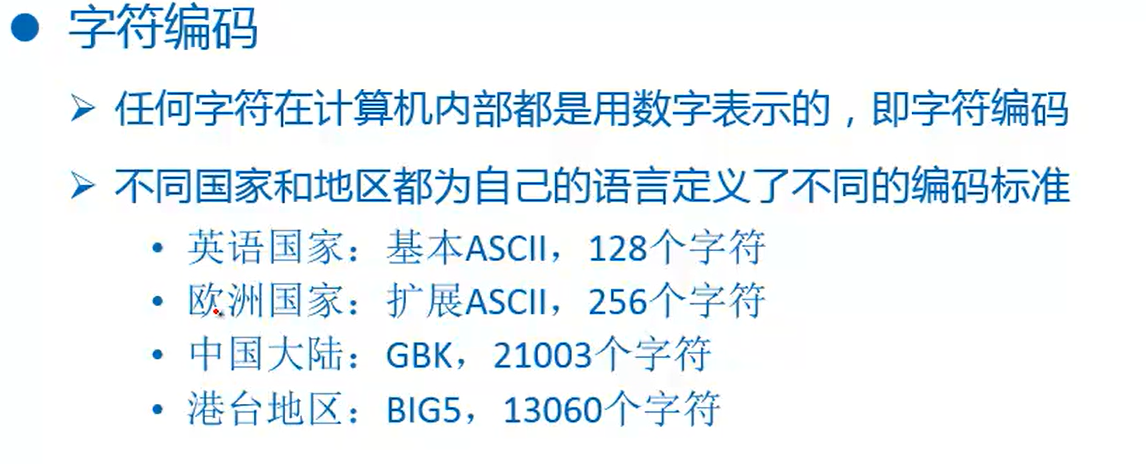 字符编码
任何字符在计算机内部都是用数字表示的，即字符编码
不同国家和地区都为自己的语言定义了不同的编码标准
英语国家：基本ASCII，128个字符
欧洲国家：扩展ASCII，256个字符
中国大陆：GBK，21003个字符
港台地区：BIG5，13060个字符